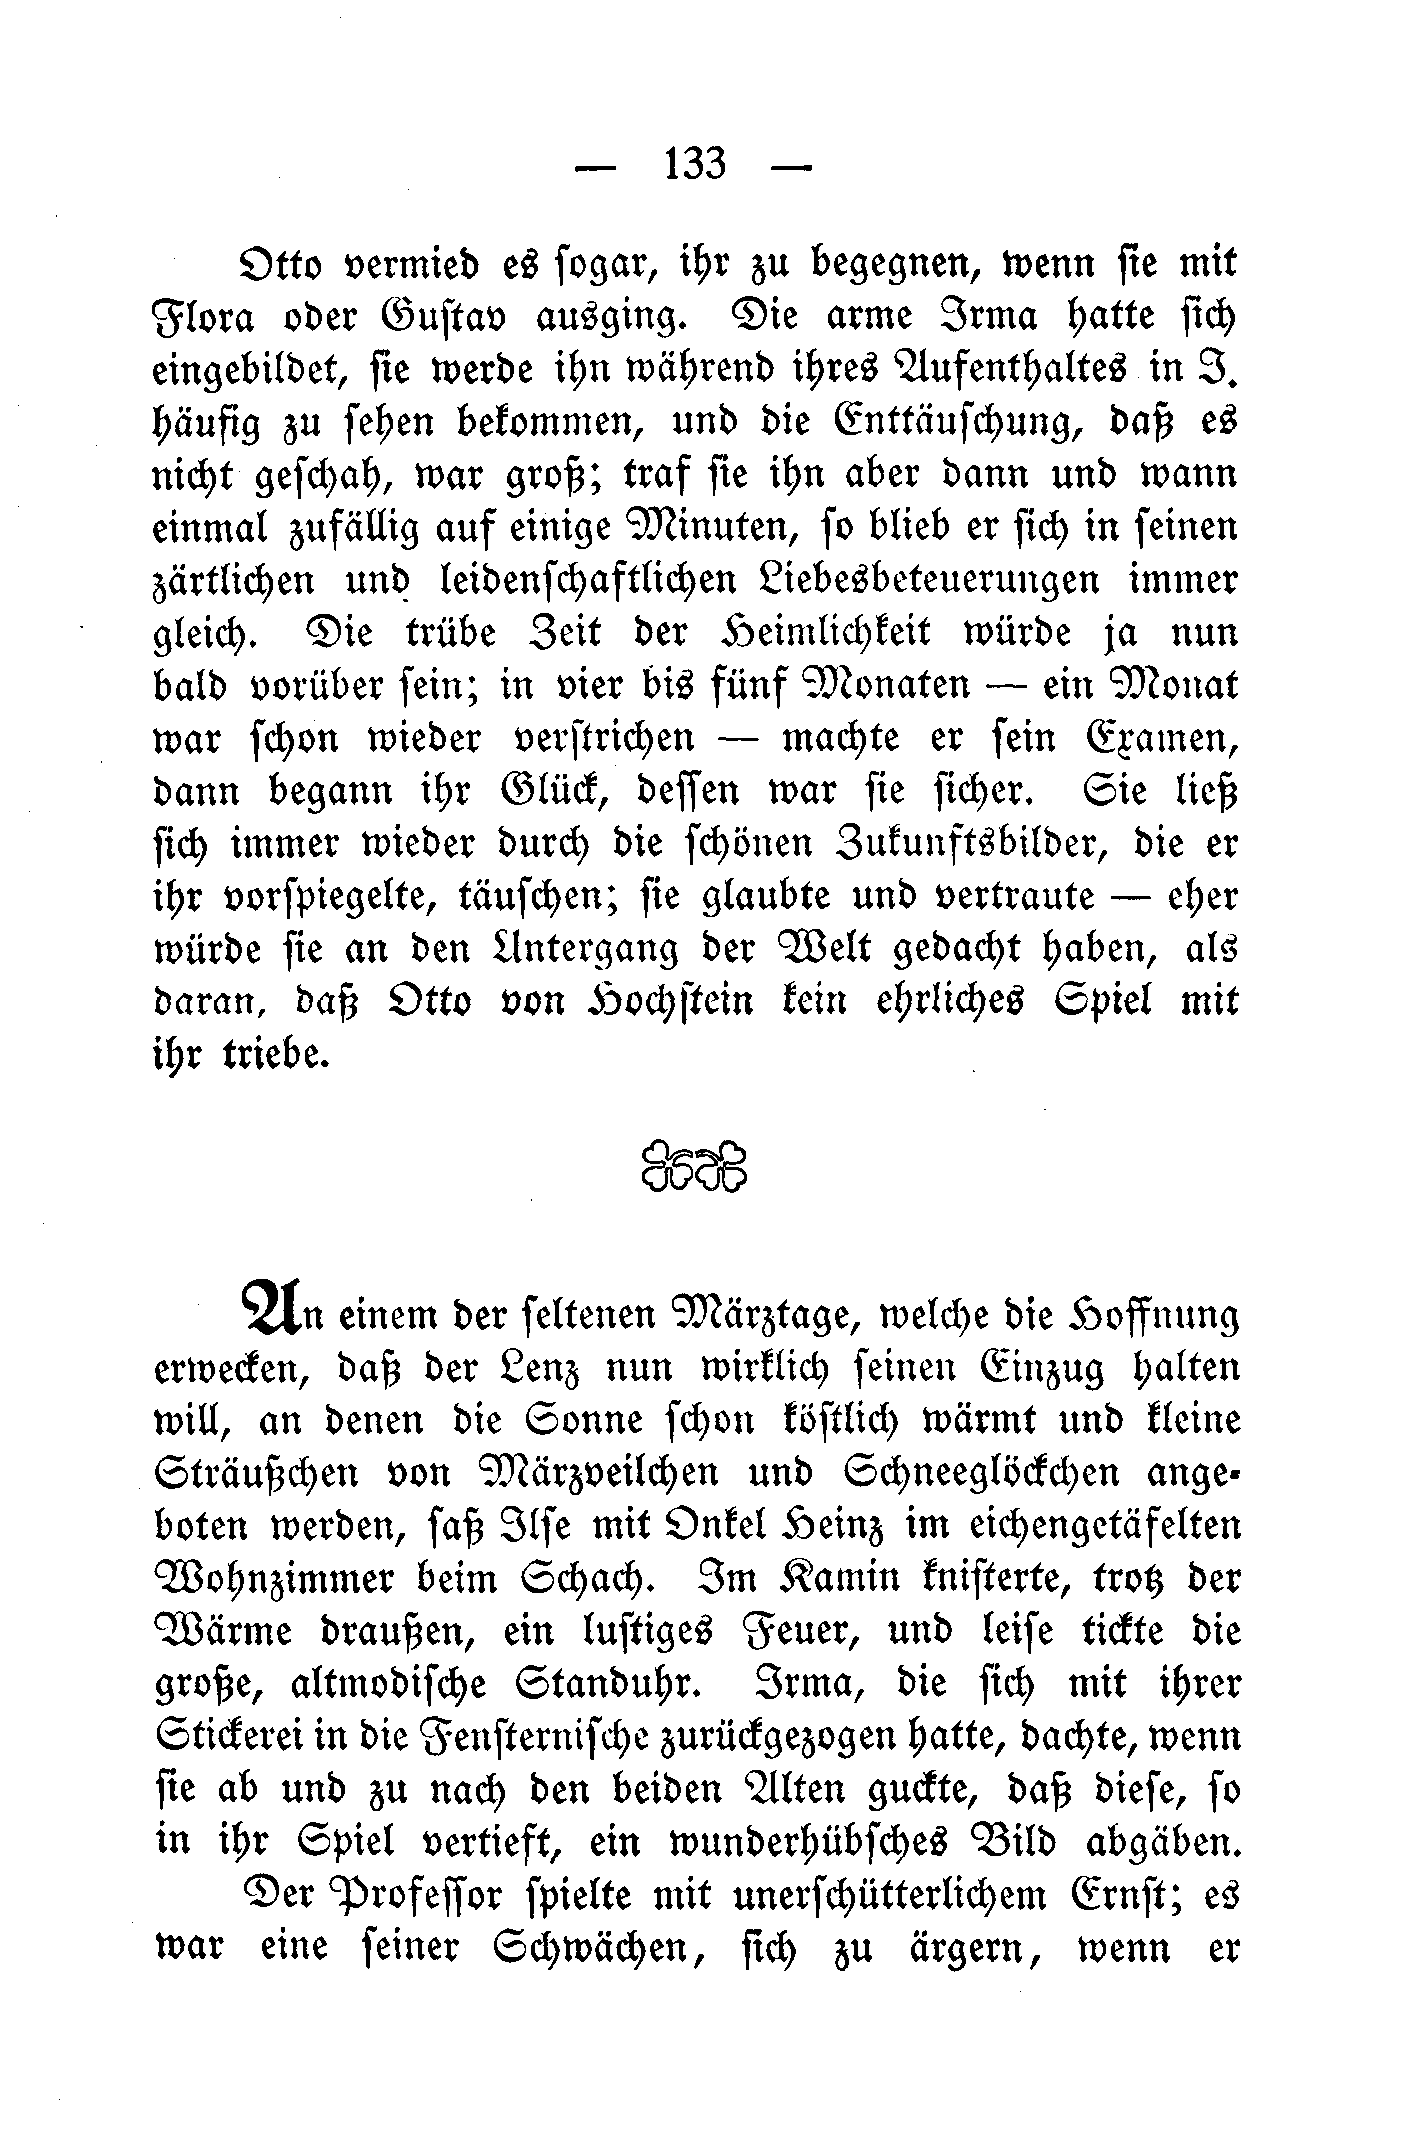 — 133 —
Otto vermied es sogar, ihr zu begegnen, wenn sie mit
Flora oder Gustav ausging. Die arme Irma hatte sich
eingebildet, sie werde ihn während ihres Aufenthaltes in J.
häufig zu sehen bekommen, und die Enttäuschung, daß es
nicht geschah, war groß; traf sie ihn aber dann und wann
einmal zufällig auf einige Minuten, so blieb er sich in seinen
zärtlichen und leidenschaftlichen Liebesbeteuerungen immer
gleich. Die trübe Zeit der Heimlichkeit würde ja nun
bald vorüber sein; in vier bis fünf Monaten — ein Monat
war schon wieder verstrichen — machte er sein Examen,
dann begann ihr Glück, dessen war sie sicher. Sie ließ
sich immer wieder durch die schönen Zukunftsbilder, die er
ihr vorspiegelte, täuschen; sie glaubte und vertraute — eher
würde sie an den Untergang der Welt gedacht haben, als
daran, daß Otto von Hochstein kein ehrliches Spiel mit
ihr triebe.
An einem der seltenen Märztage, welche die Hoffnung
erwecken, daß der Lenz nun wirklich seinen Einzug halten
will, an denen die Sonne schon köstlich wärmt und kleine
Sträußchen von Märzveilchen und Schneeglöckchen ange-
boten werden, saß Ilse mit Onkel Heinz im eichengetäfelten
Wohnzimmer beim Schach. Im Kamin knisterte, trotz der
Wärme draußen, ein lustiges Feuer, und leise tickte die
große, altmodische Standuhr. Irma, die sich mit ihrer
Stickerei in die Fensternische zurückgezogen hatte, dachte, wenn
sie ab und zu nach den beiden Alten guckte, daß diese, so
in ihr Spiel vertieft, ein wunderhübsches Bild abgäben.
Der Professor spielte mit unerschütterlichem Ernst; es
war eine seiner Schwächen, sich zu ärgern, wenn er